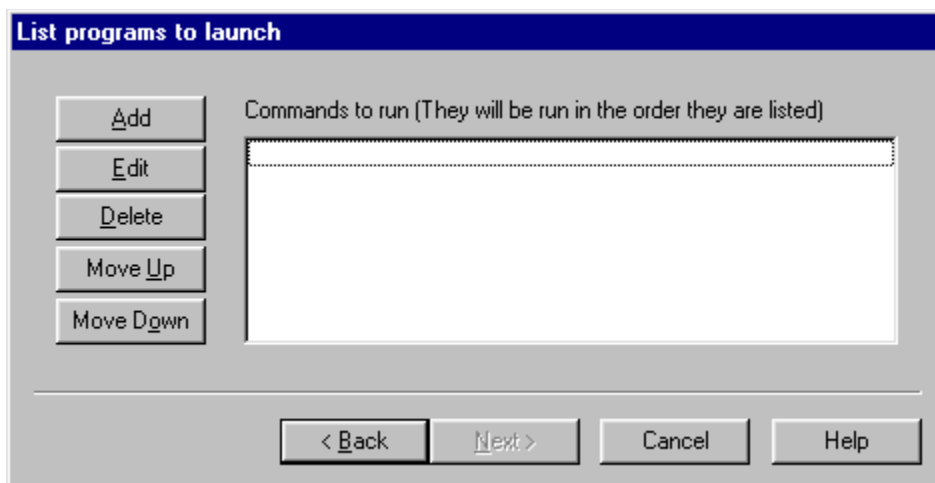 List programs to launch
Add
Commands to run (They will be run in the order they are listed)
Edit
Delete
Move Up
Move Down
< Back
Next >
Cancel
Help